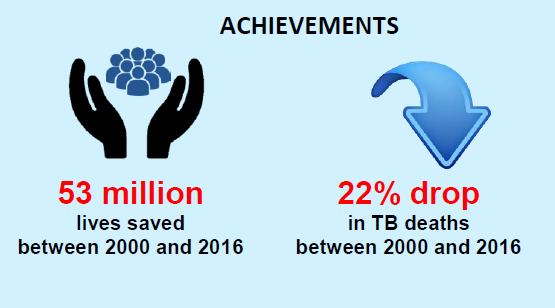 ACHIEVEMENTS
53 million
lives saved
between 2000 and 2016
22% drop
in TB deaths
between 2000 and 2016